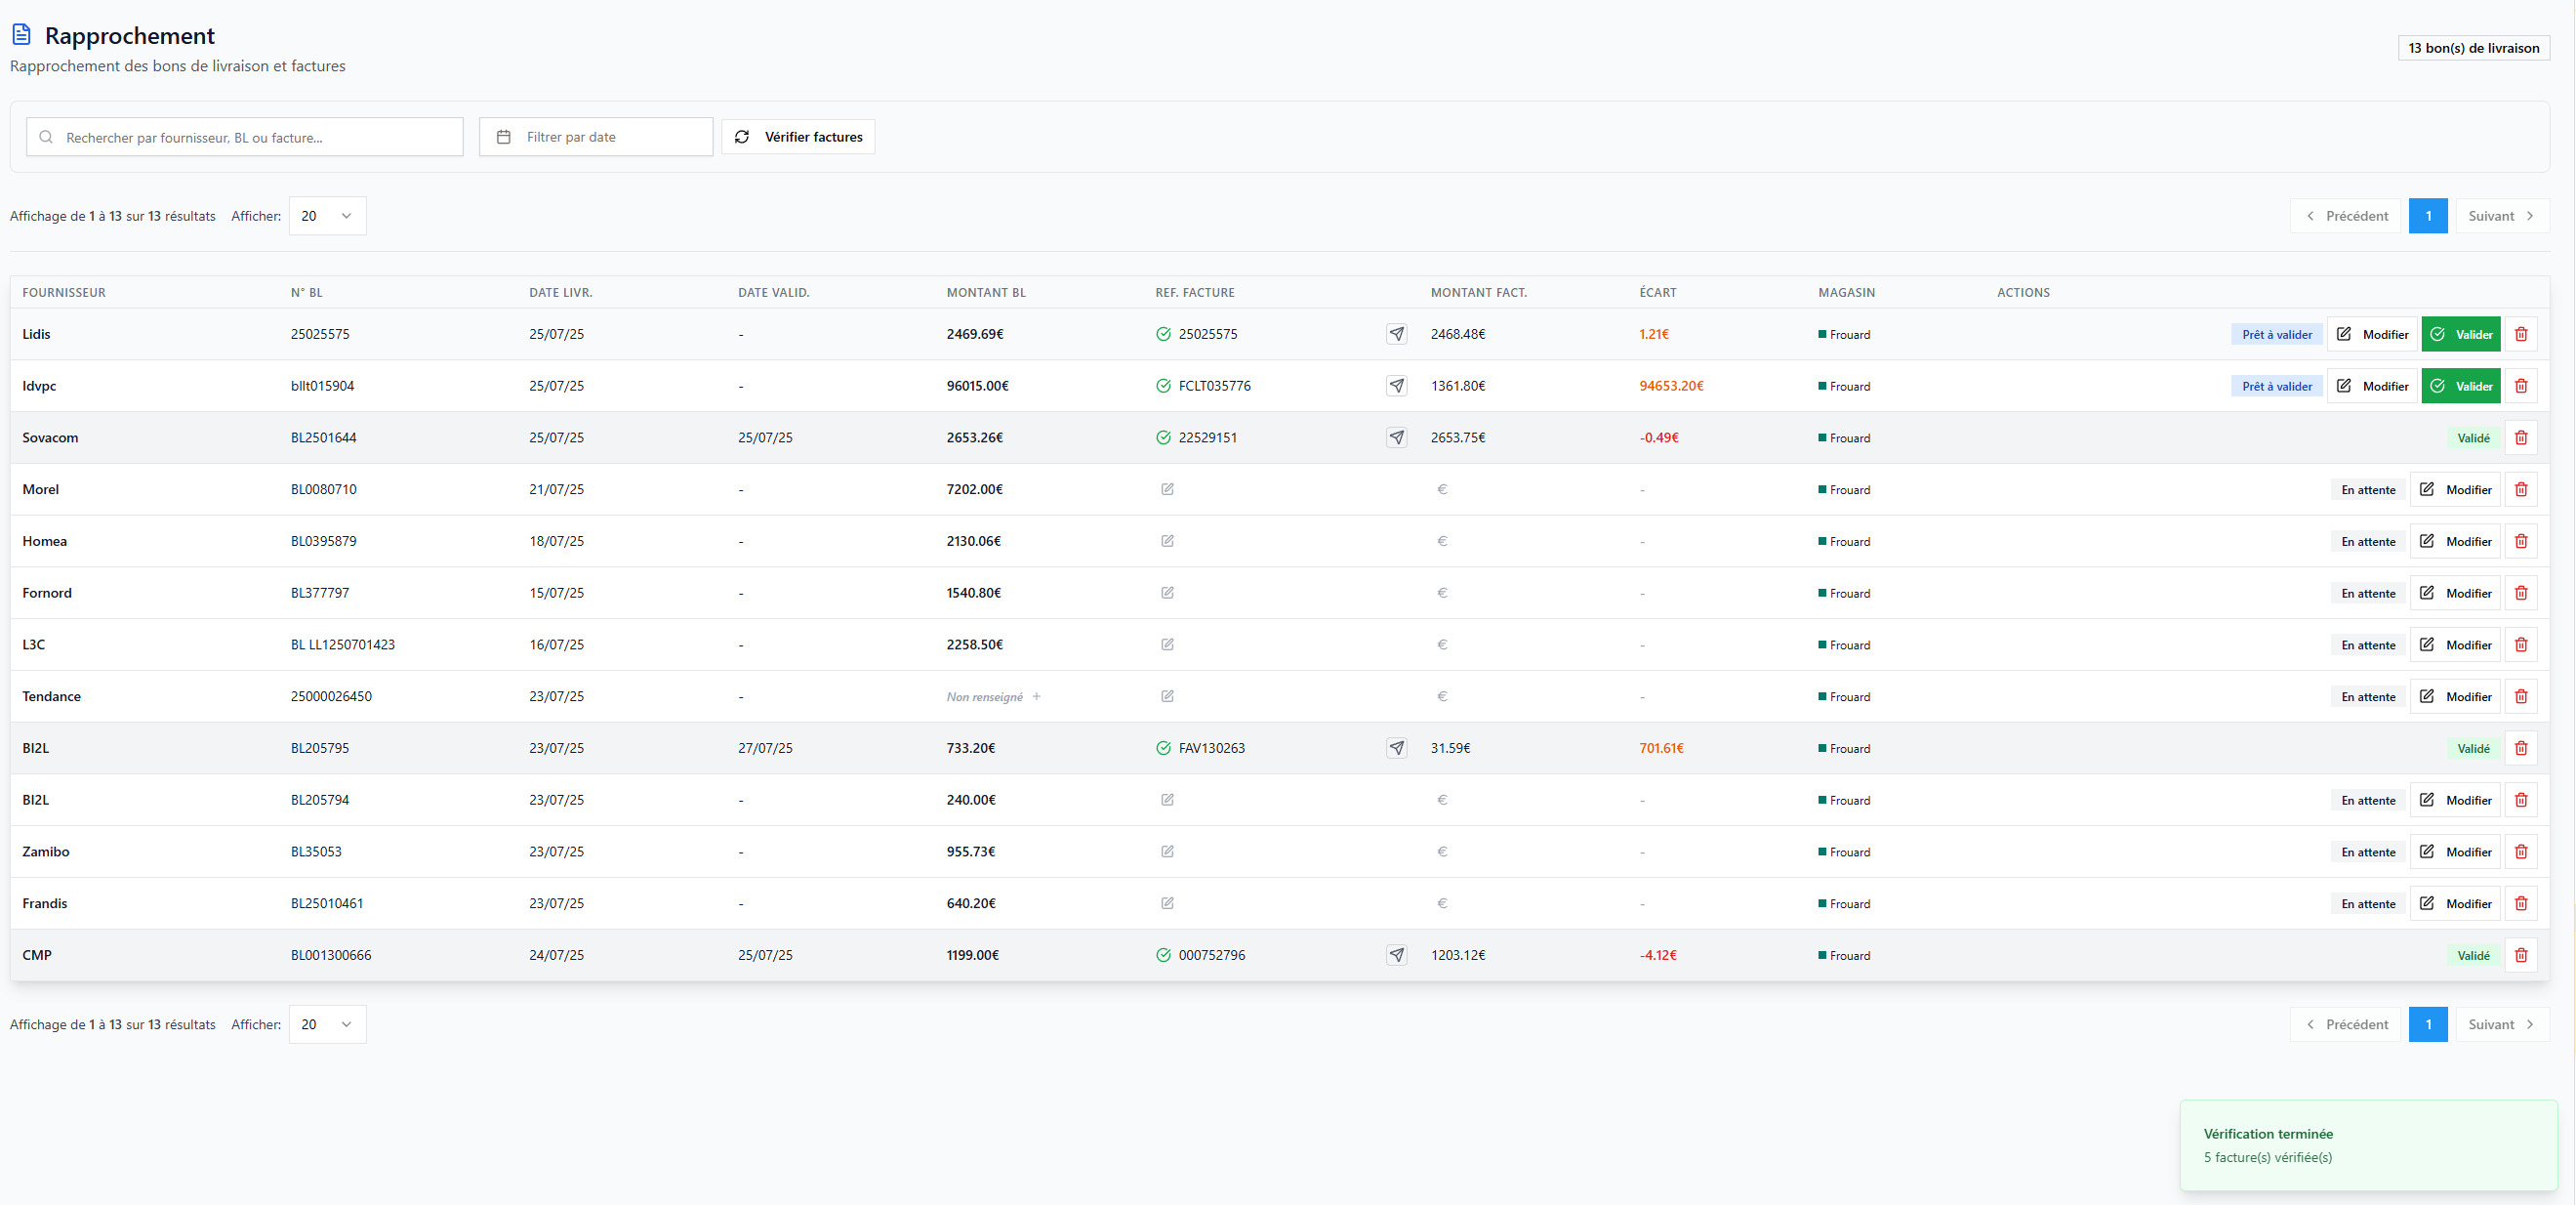 Rapprochement
Rapprochement des bons de livraison et factures
13 bon(s) de livraison
Rechercher par fournisseur, BL ou facture...
Filtrer par date
Vérifier factures
Affichage de 1 à 13 sur 13 résultats Afficher: 20
Précédent 1 Suivant
FOURNISSEUR N° BL DATE LIVR. DATE VALID. MONTANT BL REF. FACTURE MONTANT FACT. ÉCART MAGASIN ACTIONS
Lidis 25025575 25/07/25 - 2469.69€ 25025575 2468.48€ 1.21€ Frouard Prêt à valider Modifier Valider
Idvpc bllt015904 25/07/25 - 96015.00€ FCLT035776 1361.80€ 94653.20€ Frouard Prêt à valider Modifier Valider
Sovacom BL2501644 25/07/25 25/07/25 2653.26€ 22529151 2653.75€ -0.49€ Frouard Validé
Morel BL0080710 21/07/25 - 7202.00€ € - Frouard En attente Modifier
Homea BL0395879 18/07/25 - 2130.06€ € - Frouard En attente Modifier
Fornord BL377797 15/07/25 - 1540.80€ € - Frouard En attente Modifier
L3C BL LL1250701423 16/07/25 - 2258.50€ € - Frouard En attente Modifier
Tendance 25000026450 23/07/25 - Non renseigné + € - Frouard En attente Modifier
BI2L BL205795 23/07/25 27/07/25 733.20€ FAV130263 31.59€ 701.61€ Frouard Validé
BI2L BL205794 23/07/25 - 240.00€ € - Frouard En attente Modifier
Zamibo BL35053 23/07/25 - 955.73€ € - Frouard En attente Modifier
Frandis BL25010461 23/07/25 - 640.20€ € - Frouard En attente Modifier
CMP BL001300666 24/07/25 25/07/25 1199.00€ 000752796 1203.12€ -4.12€ Frouard Validé
Affichage de 1 à 13 sur 13 résultats Afficher: 20
Précédent 1 Suivant
Vérification terminée
5 facture(s) vérifiée(s)